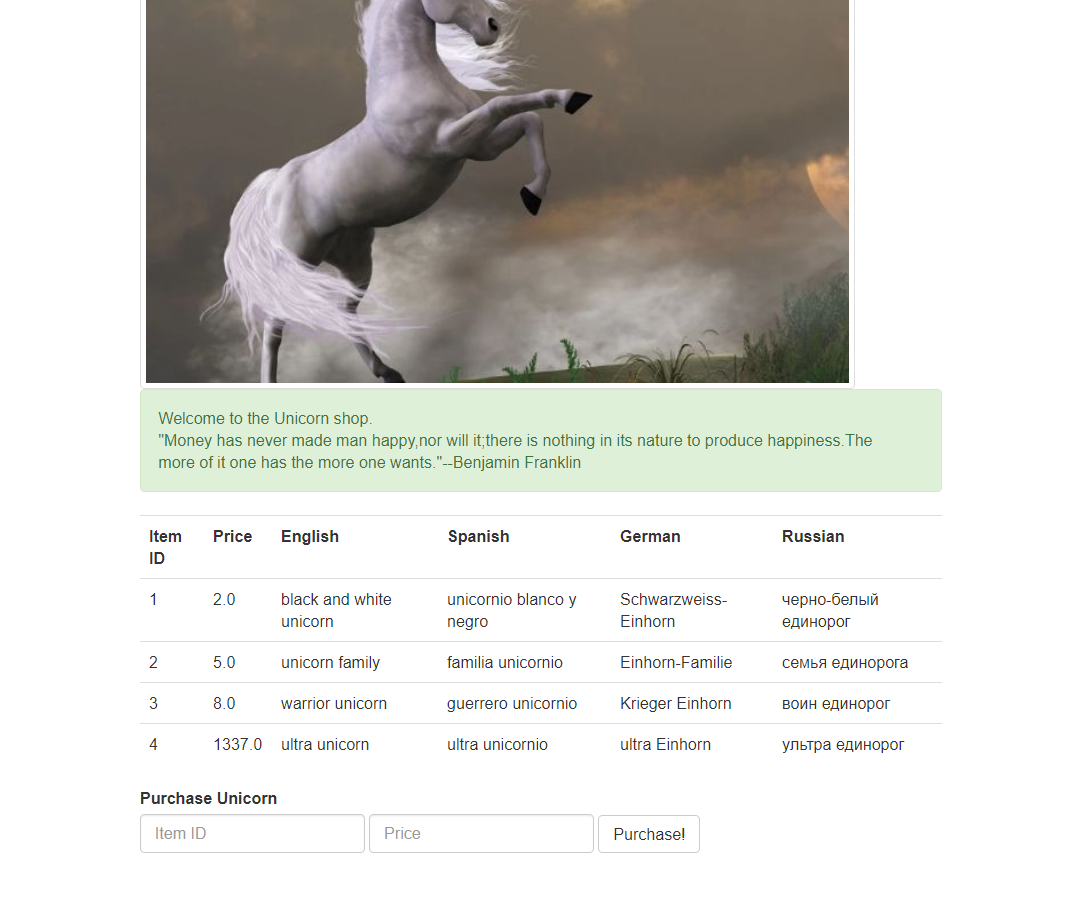 Welcome to the Unicorn shop.
"Money has never made man happy,nor will it;there is nothing in its nature to produce happiness.The
more of it one has the more one wants."--Benjamin Franklin
Item ID Price English Spanish German Russian
1 2.0 black and white unicorn unicornio blanco y negro Schwarzweiss-Einhorn черно-белый единорог
2 5.0 unicorn family familia unicornio Einhorn-Familie семья единорога
3 8.0 warrior unicorn guerrero unicornio Krieger Einhorn воин единорог
4 1337.0 ultra unicorn ultra unicornio ultra Einhorn ультра единорог
Purchase Unicorn
Item ID Price Purchase!